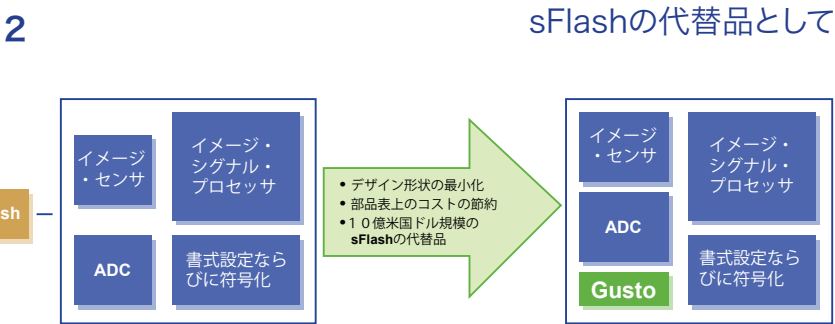 2
sFlashの代替品として
イメージ
・センサ
イメージ・
シグナル・
プロセッサ
sh
ADC
書式設定なら
びに符号化
• デザイン形状の最小化
• 部品表上のコストの節約
•１０億米国ドル規模の
sFlashの代替品
イメージ
・センサ
イメージ・
シグナル・
プロセッサ
ADC
書式設定なら
びに符号化
Gusto